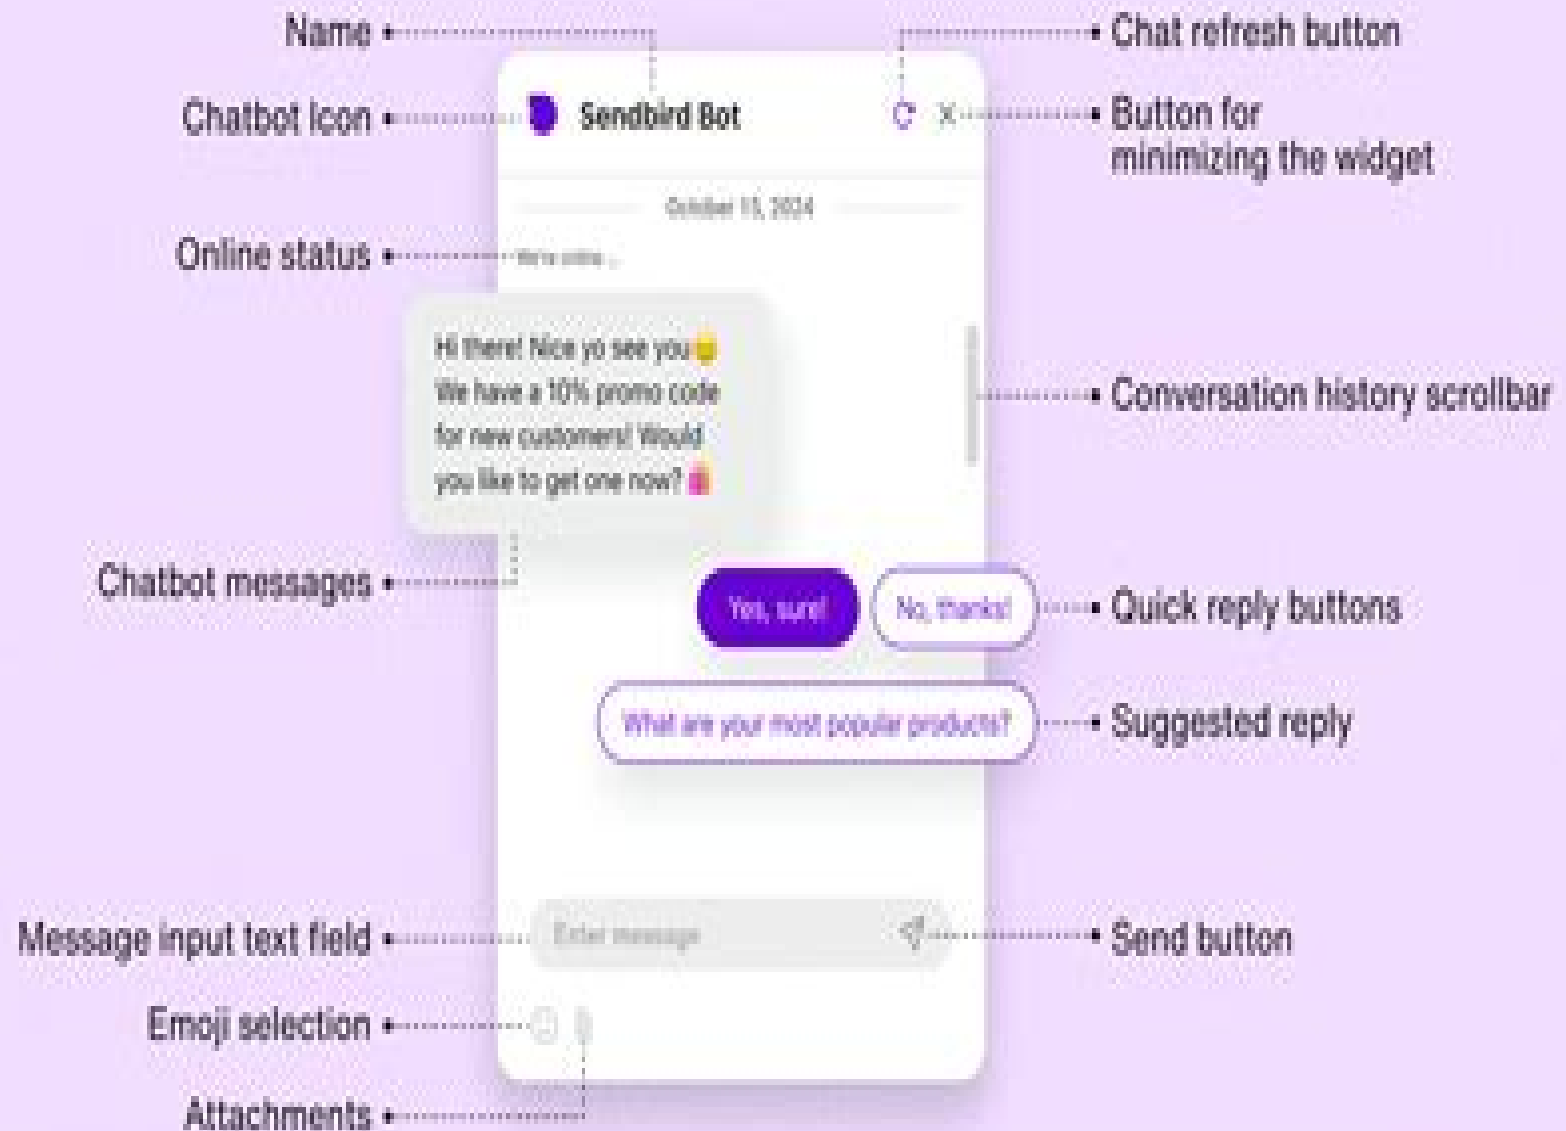 Name
Chat refresh button
Sendbird Bot
Chatbot icon
Button for
minimizing the widget
October 15, 2024
Online status
We're online ...
Hi there! Nice yo see you
We have a 10% promo code
for new customers! Would
you like to get one now?
Conversation history scrollbar
Chatbot messages
Yes, sure!
No, thanks!
Quick reply buttons
What are your most popular products?
Suggested reply
Message input text field
Enter message
Send button
Emoji selection
Attachments